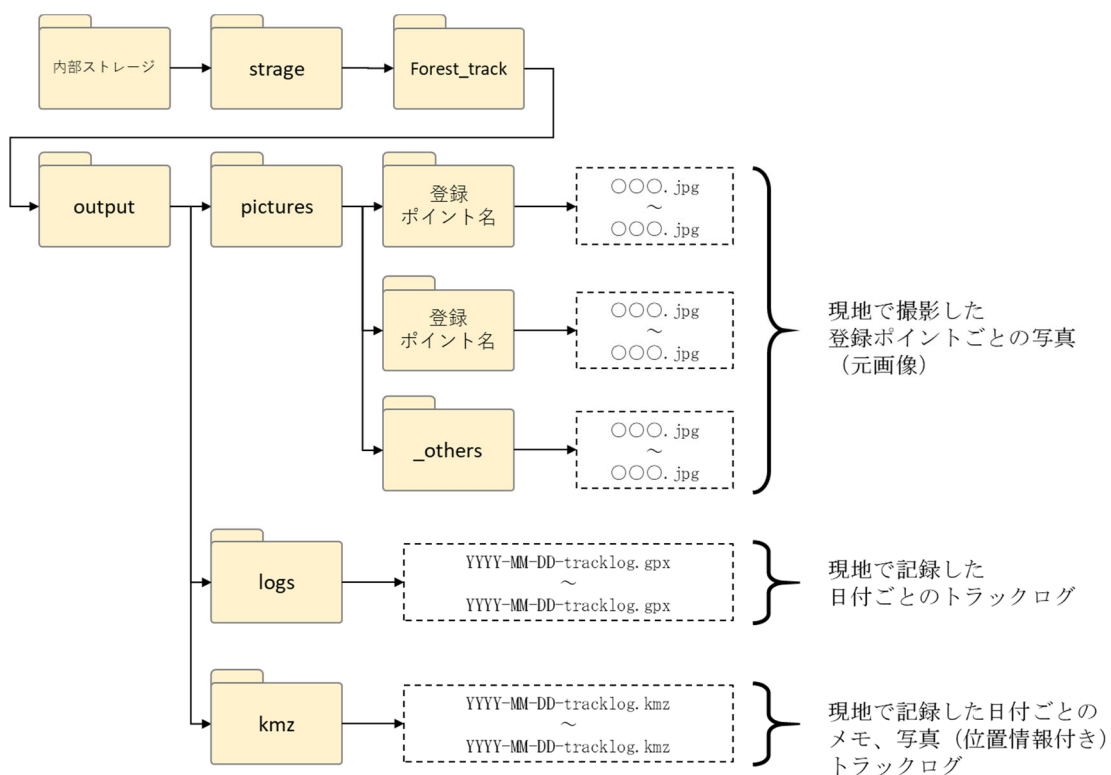 内部ストレージ
strage
Forest_track
output
pictures
登録
ポイント名
○○○.jpg
～
○○○.jpg
登録
ポイント名
○○○.jpg
～
○○○.jpg
_others
○○○.jpg
～
○○○.jpg
現地で撮影した
登録ポイントごとの写真
（元画像）
logs
YYYY-MM-DD-tracklog.gpx
～
YYYY-MM-DD-tracklog.gpx
現地で記録した
日付ごとのトラックログ
kmz
YYYY-MM-DD-tracklog.kmz
～
YYYY-MM-DD-tracklog.kmz
現地で記録した日付ごとの
メモ、写真（位置情報付き）
トラックログ